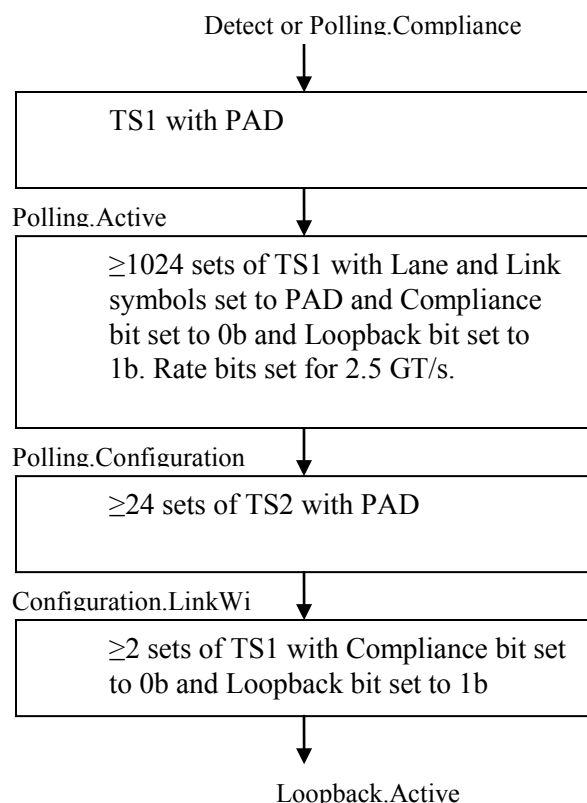 Detect or Polling.Compliance
TS1 with PAD
Polling.Active
≥1024 sets of TS1 with Lane and Link
symbols set to PAD and Compliance
bit set to 0b and Loopback bit set to
1b. Rate bits set for 2.5 GT/s.
Polling.Configuration
≥24 sets of TS2 with PAD
Configuration.LinkWi
≥2 sets of TS1 with Compliance bit set
to 0b and Loopback bit set to 1b
Loopback.Active